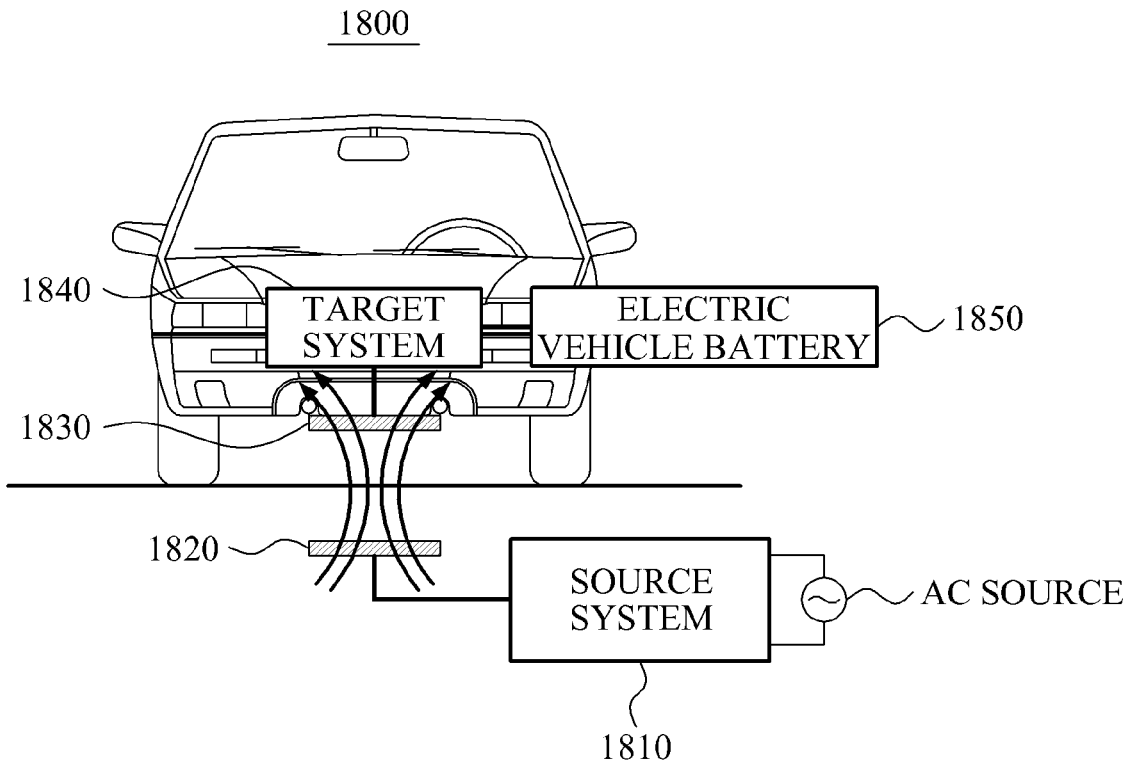 1800
1840
TARGET
SYSTEM
ELECTRIC
VEHICLE BATTERY
1850
1830
1820
SOURCE
SYSTEM
AC SOURCE
1810